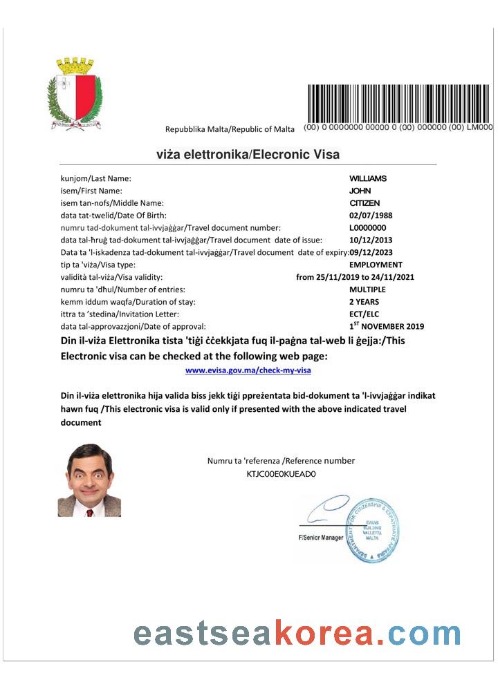 (00) 0 0000000 00000 0 (00) 000000 (00) LM000
Repubblika Malta/Republic of Malta
viża elettronika/Elecronic Visa
kunjom/Last Name: WILLIAMS
isem/First Name: JOHN
isem tan-nofs/Middle Name: CITIZEN
data tat-twelid/Date Of Birth: 02/07/1988
numru tad-dokument tal-ivvjaġġar/Travel document number: L0000000
data tal-ħruġ tad-dokument tal-ivvjaġġar/Travel document date of issue: 10/12/2013
Data ta 'l-iskadenza tad-dokument tal-ivvjaġġar/Travel document date of expiry: 09/12/2023
tip ta 'viża/Visa type: EMPLOYMENT
validità tal-viża/Visa validity: from 25/11/2019 to 24/11/2021
numru ta 'dħul/Number of entries: MULTIPLE
kemm iddum waqfa/Duration of stay: 2 YEARS
ittra ta 'stedina/Invitation Letter: ECT/ELC
data tal-approvazzjoni/Date of approval: 1ST NOVEMBER 2019
Din il-viża Elettronika tista 'tiġi ċċekkjata fuq il-paġna tal-web li ġejja:/This
Electronic visa can be checked at the following web page:
www.evisa.gov.ma/check-my-visa
Din il-viża elettronika hija valida biss jekk tiġi ppreżentata bid-dokument ta 'l-ivvjaġġar indikat
hawn fuq /This electronic visa is valid only if presented with the above indicated travel
document
Numru ta 'referenza /Reference number
KTJC00E0KUEAD0
F/Senior Manager
VALLETTA
MALTA
eastseakorea.com